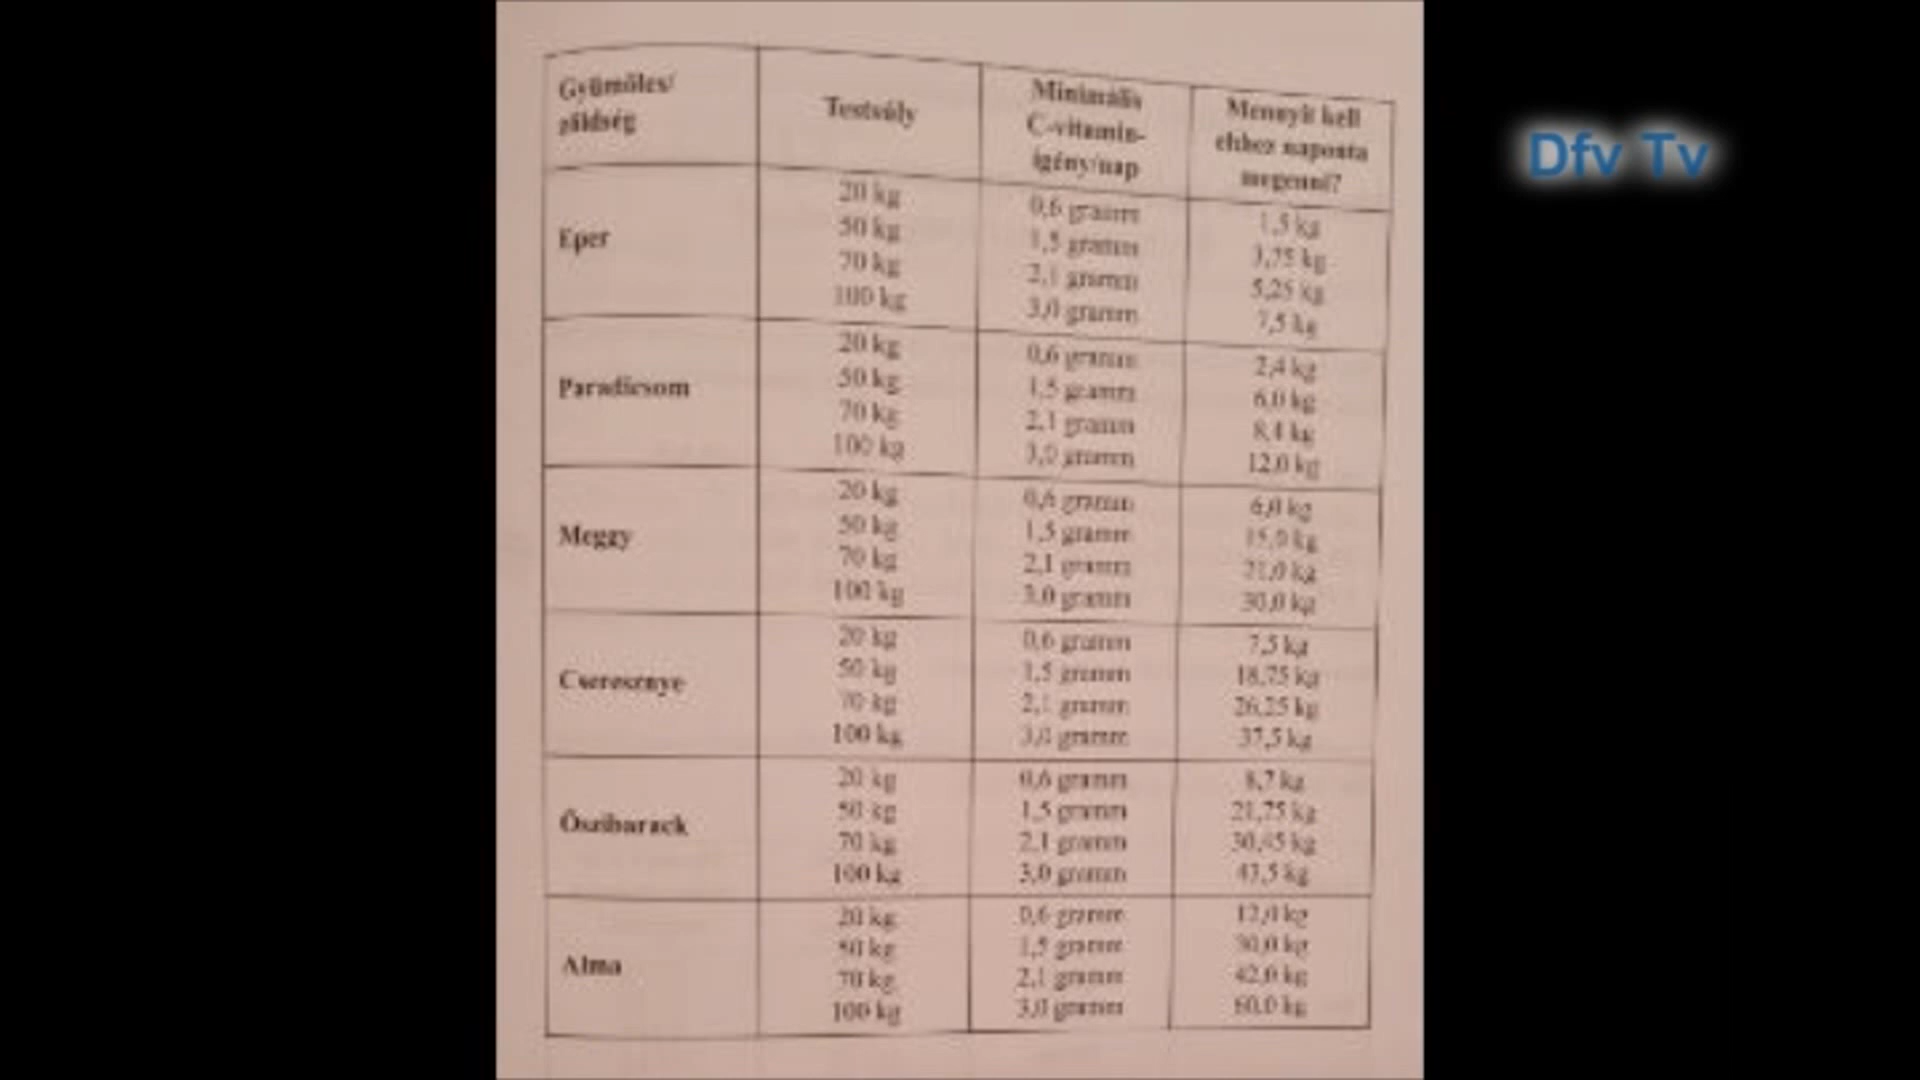 Gyümölcs/
zöldség
Testsúly
Minimális
C-vitamin-
igény/nap
Mennyit kell
ehhez naponta
megenni?
Eper
20 kg 0,6 gramm 1,5 kg
50 kg 1,5 gramm 3,75 kg
70 kg 2,1 gramm 5,25 kg
100 kg 3,0 gramm 7,5 kg
Paradicsom
20 kg 0,6 gramm 2,4 kg
50 kg 1,5 gramm 6,0 kg
70 kg 2,1 gramm 8,4 kg
100 kg 3,0 gramm 12,0 kg
Meggy
20 kg 0,6 gramm 6,0 kg
50 kg 1,5 gramm 15,0 kg
70 kg 2,1 gramm 21,0 kg
100 kg 3,0 gramm 30,0 kg
Cseresznye
20 kg 0,6 gramm 7,5 kg
50 kg 1,5 gramm 18,75 kg
70 kg 2,1 gramm 26,25 kg
100 kg 3,0 gramm 37,5 kg
Őszibarack
20 kg 0,6 gramm 8,7 kg
50 kg 1,5 gramm 21,75 kg
70 kg 2,1 gramm 30,45 kg
100 kg 3,0 gramm 43,5 kg
Alma
20 kg 0,6 gramm 12,0 kg
50 kg 1,5 gramm 30,0 kg
70 kg 2,1 gramm 42,0 kg
100 kg 3,0 gramm 60,0 kg
Dfv Tv